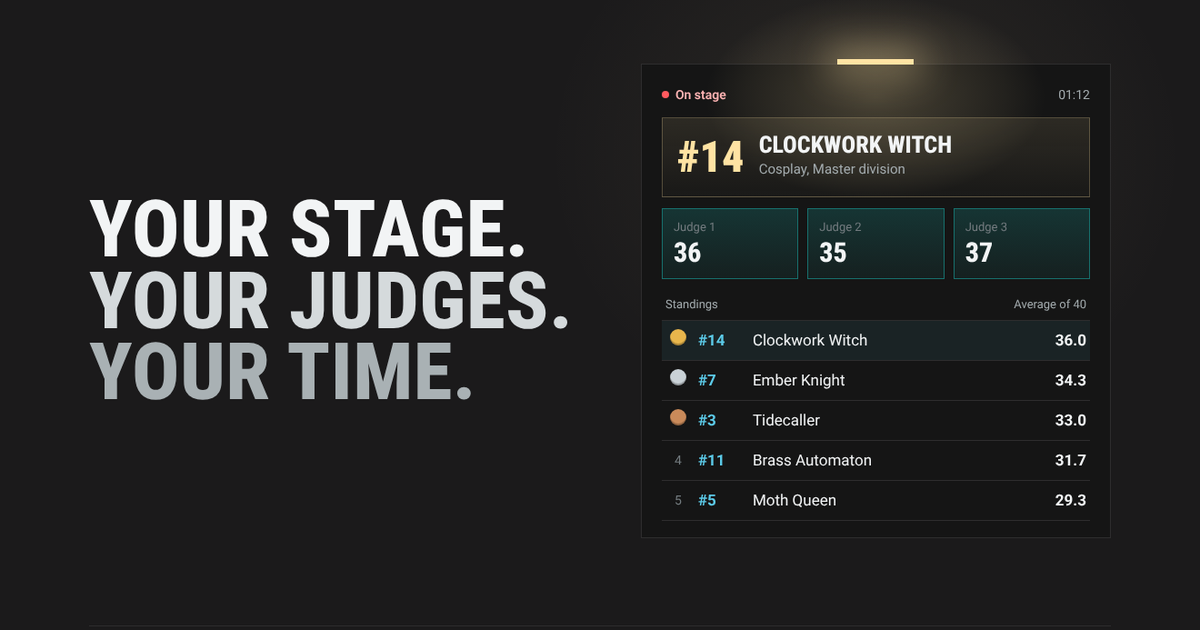 YOUR STAGE.
YOUR JUDGES.
YOUR TIME.
On stage 01:12
#14 CLOCKWORK WITCH
Cosplay, Master division
Judge 1 Judge 2 Judge 3
36 35 37
Standings Average of 40
#14 Clockwork Witch 36.0
#7 Ember Knight 34.3
#3 Tidecaller 33.0
4 #11 Brass Automaton 31.7
5 #5 Moth Queen 29.3